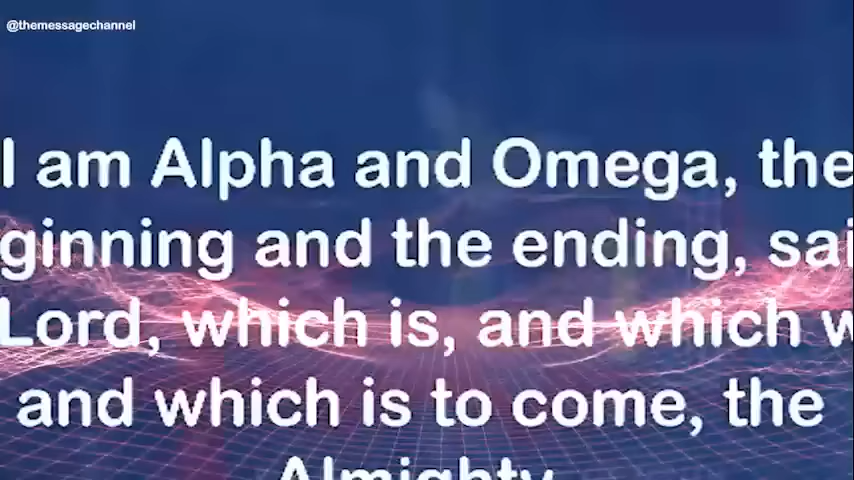 @themessagechannel
I am Alpha and Omega, the
ginning and the ending, sai
Lord, which is, and which w
and which is to come, the
Almighty